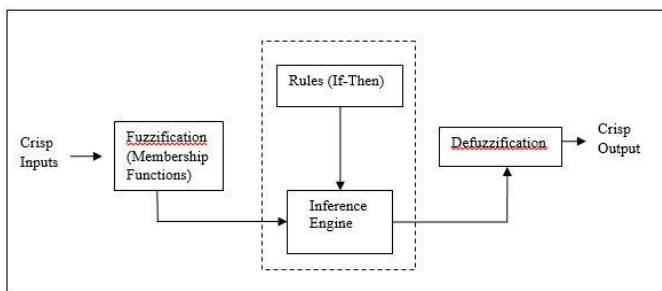 Rules (If-Then)
Crisp
Inputs
Fuzzification
(Membership
Functions)
Inference
Engine
Defuzzification
Crisp
Output